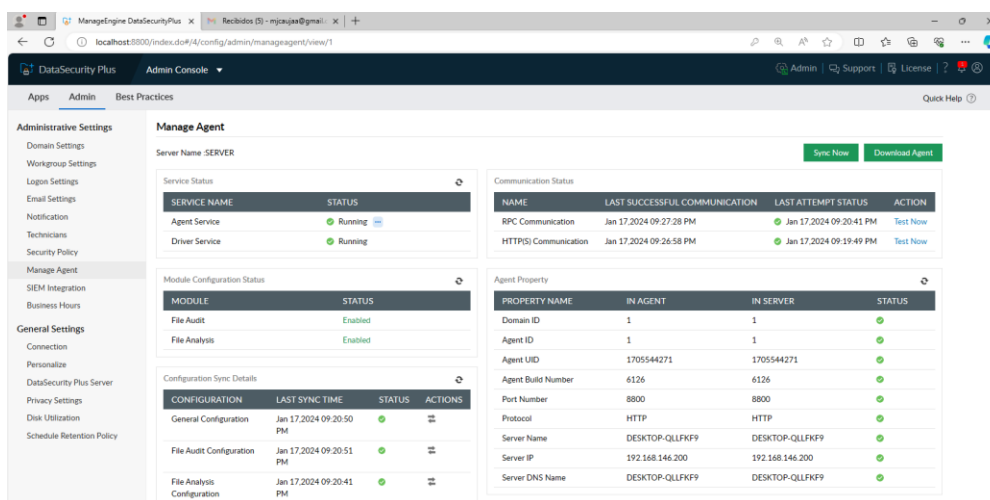 ManageEngine DataSecurityPlus
Recibidos (5) - mjcaujaa@gmail.c
localhost:8800/index.do#/4/config/admin/manageagent/view/1
DataSecurity Plus
Admin Console
Admin | Support | License | ?
Apps Admin Best Practices
Quick Help
Administrative Settings
Domain Settings
Workgroup Settings
Logon Settings
Email Settings
Notification
Technicians
Security Policy
Manage Agent
SIEM Integration
Business Hours
General Settings
Connection
Personalize
DataSecurity Plus Server
Privacy Settings
Disk Utilization
Schedule Retention Policy
Manage Agent
Server Name :SERVER
Sync Now Download Agent
Service Status
SERVICE NAME STATUS
Agent Service Running
Driver Service Running
Communication Status
NAME LAST SUCCESSFUL COMMUNICATION LAST ATTEMPT STATUS ACTION
RPC Communication Jan 17,2024 09:27:28 PM Jan 17,2024 09:20:41 PM Test Now
HTTP(S) Communication Jan 17,2024 09:26:58 PM Jan 17,2024 09:19:49 PM Test Now
Module Configuration Status
MODULE STATUS
File Audit Enabled
File Analysis Enabled
Configuration Sync Details
CONFIGURATION LAST SYNC TIME STATUS ACTIONS
General Configuration Jan 17,2024 09:20:50 PM
File Audit Configuration Jan 17,2024 09:20:51 PM
File Analysis Configuration Jan 17,2024 09:20:41 PM
Agent Property
PROPERTY NAME IN AGENT IN SERVER STATUS
Domain ID 1 1
Agent ID 1 1
Agent UID 1705544271 1705544271
Agent Build Number 6126 6126
Port Number 8800 8800
Protocol HTTP HTTP
Server Name DESKTOP-QLLFKF9 DESKTOP-QLLFKF9
Server IP 192.168.146.200 192.168.146.200
Server DNS Name DESKTOP-QLLFKF9 DESKTOP-QLLFKF9